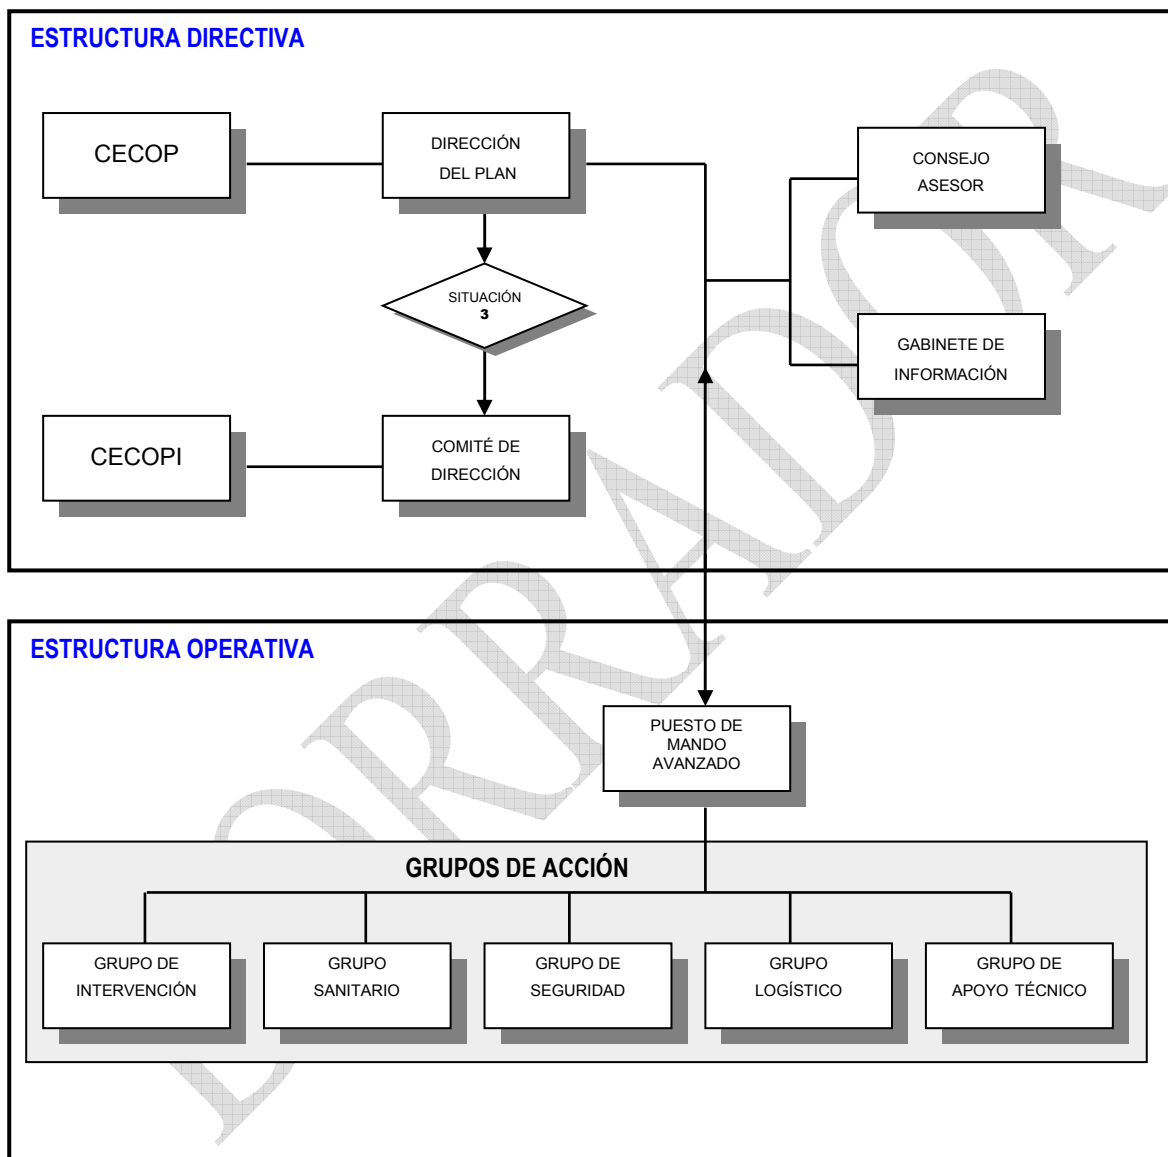 ESTRUCTURA DIRECTIVA
CECOP
DIRECCIÓN
DEL PLAN
CONSEJO
ASESOR
SITUACIÓN
3
GABINETE DE
INFORMACIÓN
CECOPI
COMITÉ DE
DIRECCIÓN
ESTRUCTURA OPERATIVA
PUESTO DE
MANDO
AVANZADO
GRUPOS DE ACCIÓN
GRUPO DE
INTERVENCIÓN
GRUPO
SANITARIO
GRUPO DE
SEGURIDAD
GRUPO
LOGÍSTICO
GRUPO DE
APOYO TÉCNICO
BORRADOR